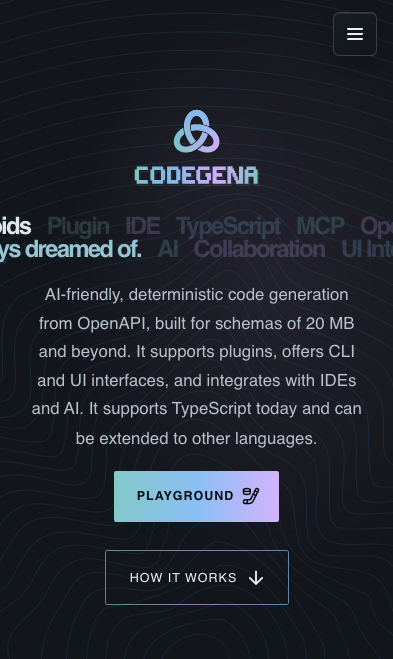 CODEGENA
Plugin IDE TypeScript MCP
dreamed of. AI Collaboration UI
AI-friendly, deterministic code generation
from OpenAPI, built for schemas of 20 MB
and beyond. It supports plugins, offers CLI
and UI interfaces, and integrates with IDEs
and AI. It supports TypeScript today and can
be extended to other languages.
PLAYGROUND
HOW IT WORKS